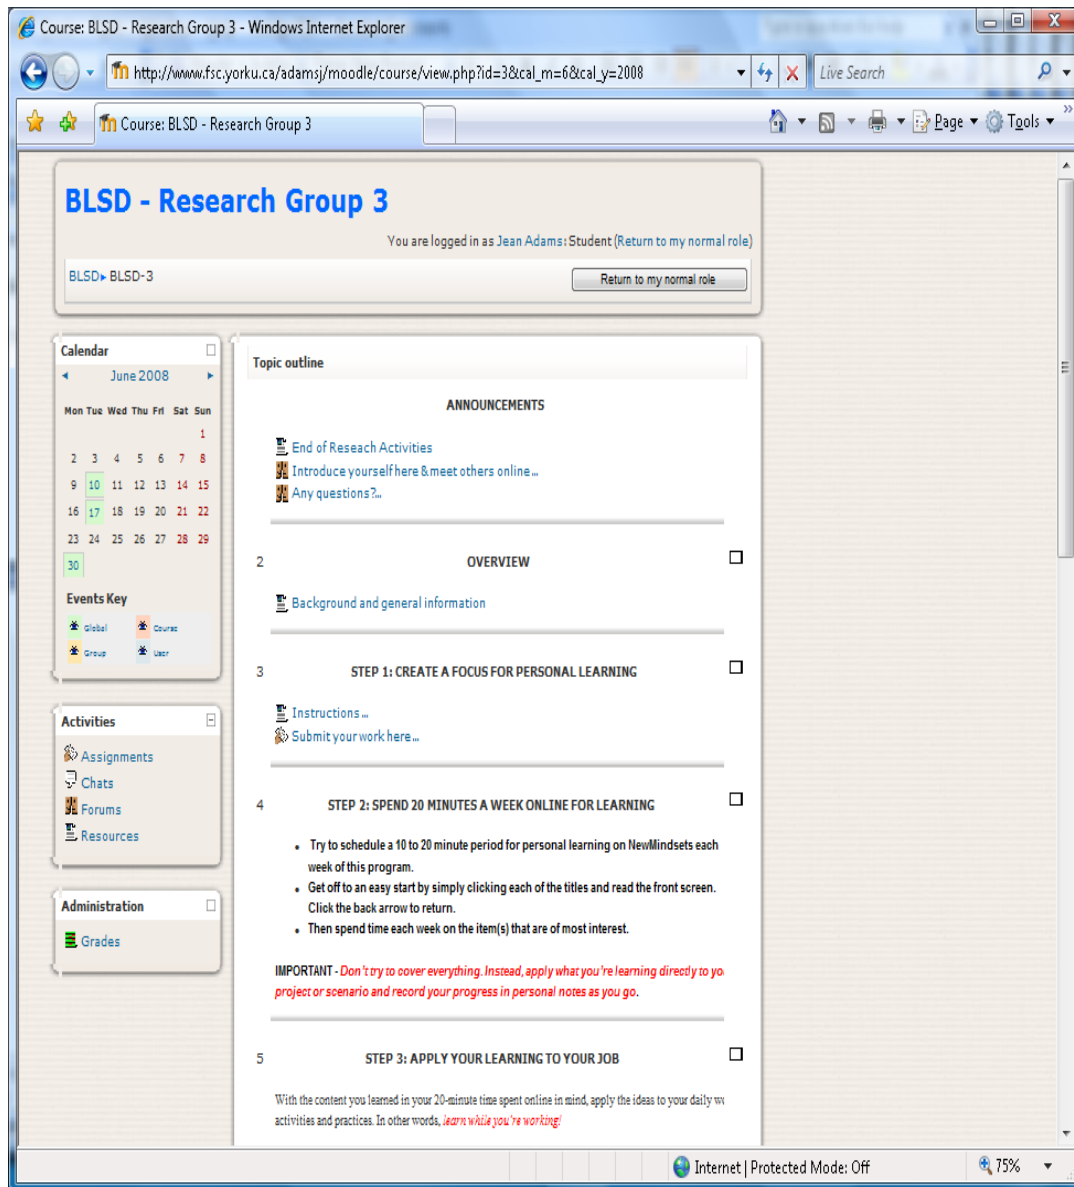 Course: BLSD - Research Group 3 - Windows Internet Explorer
http://www.fsc.yorku.ca/adamsj/moodle/course/view.php?id=3&cal_m=6&cal_y=2008
Live Search
Course: BLSD - Research Group 3
Page
Tools
BLSD - Research Group 3
You are logged in as Jean Adams: Student (Return to my normal role)
BLSD► BLSD-3
Return to my normal role
Calendar
◄ June 2008 ►
Mon Tue Wed Thu Fri Sat Sun
1
2 3 4 5 6 7 8
9 10 11 12 13 14 15
16 17 18 19 20 21 22
23 24 25 26 27 28 29
30
Events Key
Global Course
Group User
Activities
Assignments
Chats
Forums
Resources
Administration
Grades
Topic outline
ANNOUNCEMENTS
End of Reseach Activities
Introduce yourself here & meet others online...
Any questions?...
2 OVERVIEW
Background and general information
3 STEP 1: CREATE A FOCUS FOR PERSONAL LEARNING
Instructions...
Submit your work here...
4 STEP 2: SPEND 20 MINUTES A WEEK ONLINE FOR LEARNING
• Try to schedule a 10 to 20 minute period for personal learning on NewMindsets each
week of this program.
• Get off to an easy start by simply clicking each of the titles and read the front screen.
Click the back arrow to return.
• Then spend time each week on the item(s) that are of most interest.
IMPORTANT - Don't try to cover everything. Instead, apply what you're learning directly to you
project or scenario and record your progress in personal notes as you go.
5 STEP 3: APPLY YOUR LEARNING TO YOUR JOB
With the content you learned in your 20-minute time spent online in mind, apply the ideas to your daily
activities and practices. In other words, learn while you're working!
Internet | Protected Mode: Off
75%